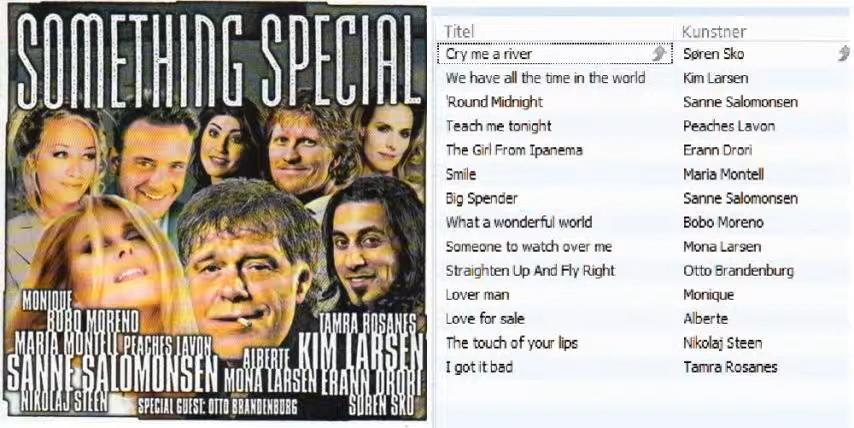 SOMETHING SPECIAL
MONIQUE
BOBO MORENO
MARIA MONTELL PEACHES LAVON
SANNE SALOMONSEN
NIKOLAJ STEEN
TAMRA ROSANES
ALBERTE KIM LARSEN
MONA LARSEN ERANN DRORI
SPECIAL GUEST: OTTO BRANDENBURG
SØREN SKO
Titel Kunstner
Cry me a river Søren Sko
We have all the time in the world Kim Larsen
'Round Midnight Sanne Salomonsen
Teach me tonight Peaches Lavon
The Girl From Ipanema Erann Drori
Smile Maria Montell
Big Spender Sanne Salomonsen
What a wonderful world Bobo Moreno
Someone to watch over me Mona Larsen
Straighten Up And Fly Right Otto Brandenburg
Lover man Monique
Love for sale Alberte
The touch of your lips Nikolaj Steen
I got it bad Tamra Rosanes